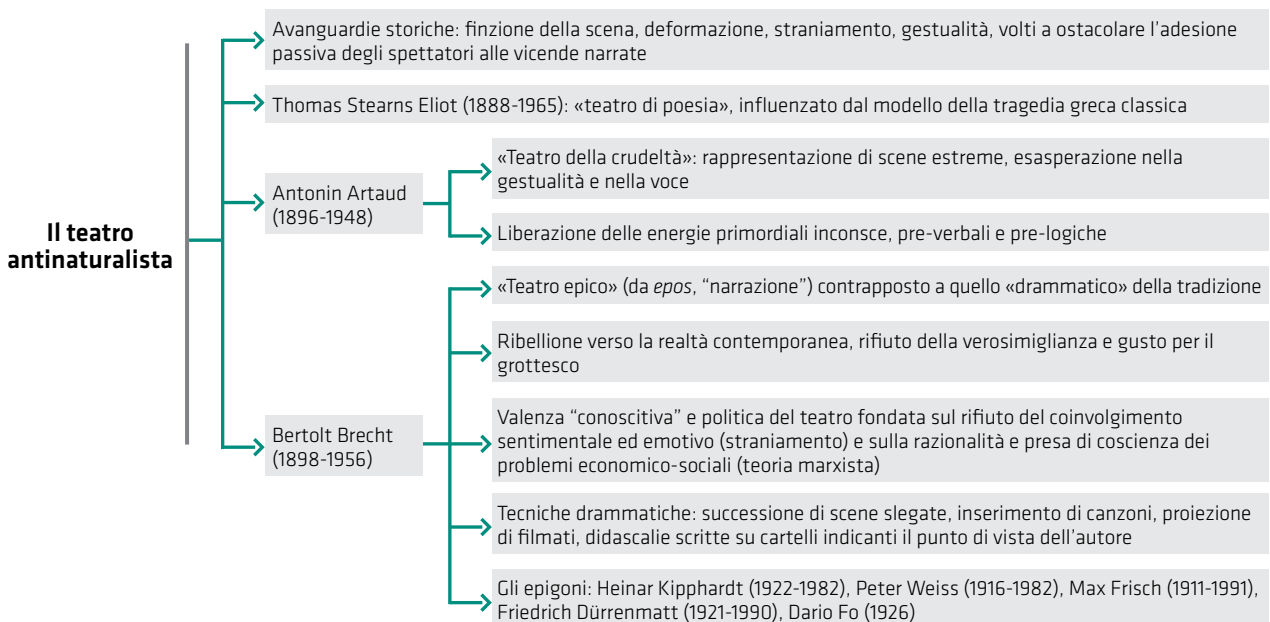 Il teatro
antinaturalista
Avanguardie storiche: finzione della scena, deformazione, straniamento, gestualità, volti a ostacolare l’adesione
passiva degli spettatori alle vicende narrate
Thomas Stearns Eliot (1888-1965): «teatro di poesia», influenzato dal modello della tragedia greca classica
Antonin Artaud
(1896-1948)
«Teatro della crudeltà»: rappresentazione di scene estreme, esasperazione nella
gestualità e nella voce
Liberazione delle energie primordiali inconsce, pre-verbali e pre-logiche
Bertolt Brecht
(1898-1956)
«Teatro epico» (da epos, “narrazione”) contrapposto a quello «drammatico» della tradizione
Ribellione verso la realtà contemporanea, rifiuto della verosimiglianza e gusto per il
grottesco
Valenza “conoscitiva” e politica del teatro fondata sul rifiuto del coinvolgimento
sentimentale ed emotivo (straniamento) e sulla razionalità e presa di coscienza dei
problemi economico-sociali (teoria marxista)
Tecniche drammatiche: successione di scene slegate, inserimento di canzoni, proiezione
di filmati, didascalie scritte su cartelli indicanti il punto di vista dell’autore
Gli epigoni: Heinar Kipphardt (1922-1982), Peter Weiss (1916-1982), Max Frisch (1911-1991),
Friedrich Dürrenmatt (1921-1990), Dario Fo (1926)